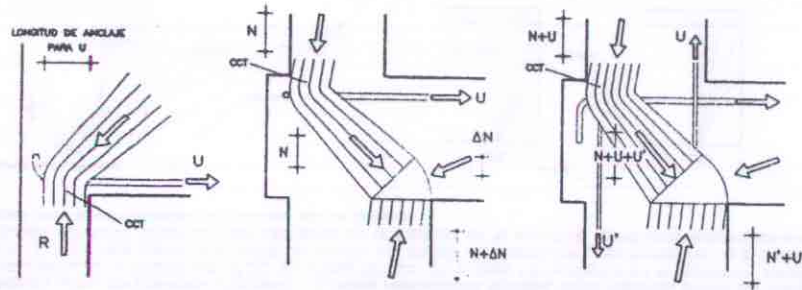 LONGITUD DE ANCLAJE
PARA U
U
CCT
R
N
CCT
U
N
ΔN
N+ΔN
N+U
U
CCT
N+U+U'
U'
N'+U